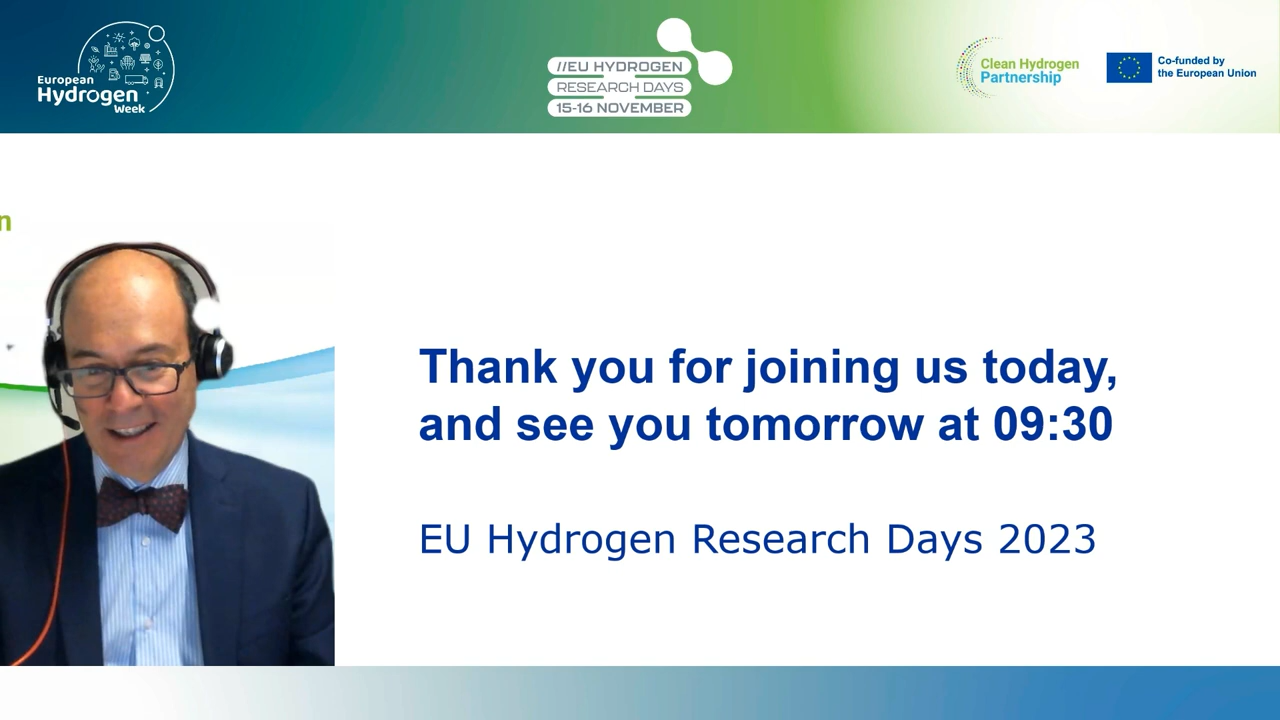 European
Hydrogen
Week
//EU HYDROGEN
RESEARCH DAYS
15-16 NOVEMBER
Clean Hydrogen
Partnership
Co-funded by
the European Union
n
Thank you for joining us today,
and see you tomorrow at 09:30
EU Hydrogen Research Days 2023